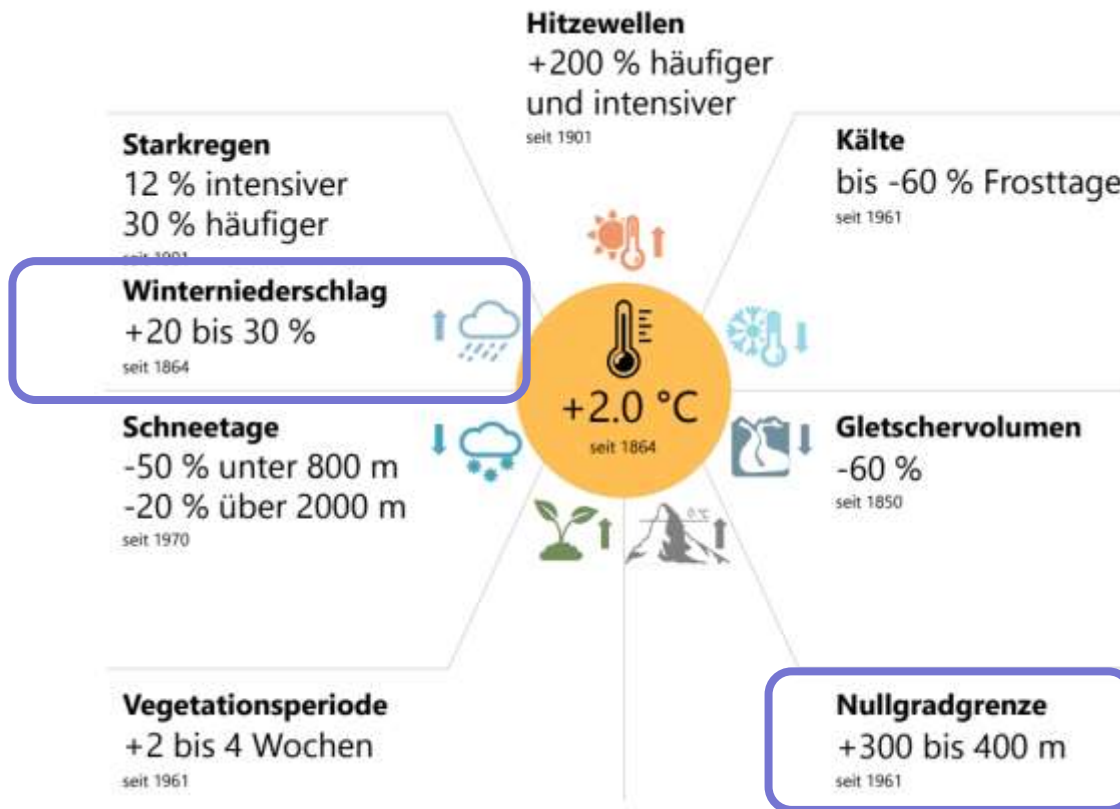 Hitzewellen
+200 % häufiger
und intensiver
seit 1901
Starkregen
12 % intensiver
30 % häufiger
seit 1901
Kälte
bis -60 % Frosttage
seit 1961
Winterniederschlag
+20 bis 30 %
seit 1864
+2.0 °C
seit 1864
Schneetage
-50 % unter 800 m
-20 % über 2000 m
seit 1970
Gletschervolumen
-60 %
seit 1850
Vegetationsperiode
+2 bis 4 Wochen
seit 1961
Nullgradgrenze
+300 bis 400 m
seit 1961